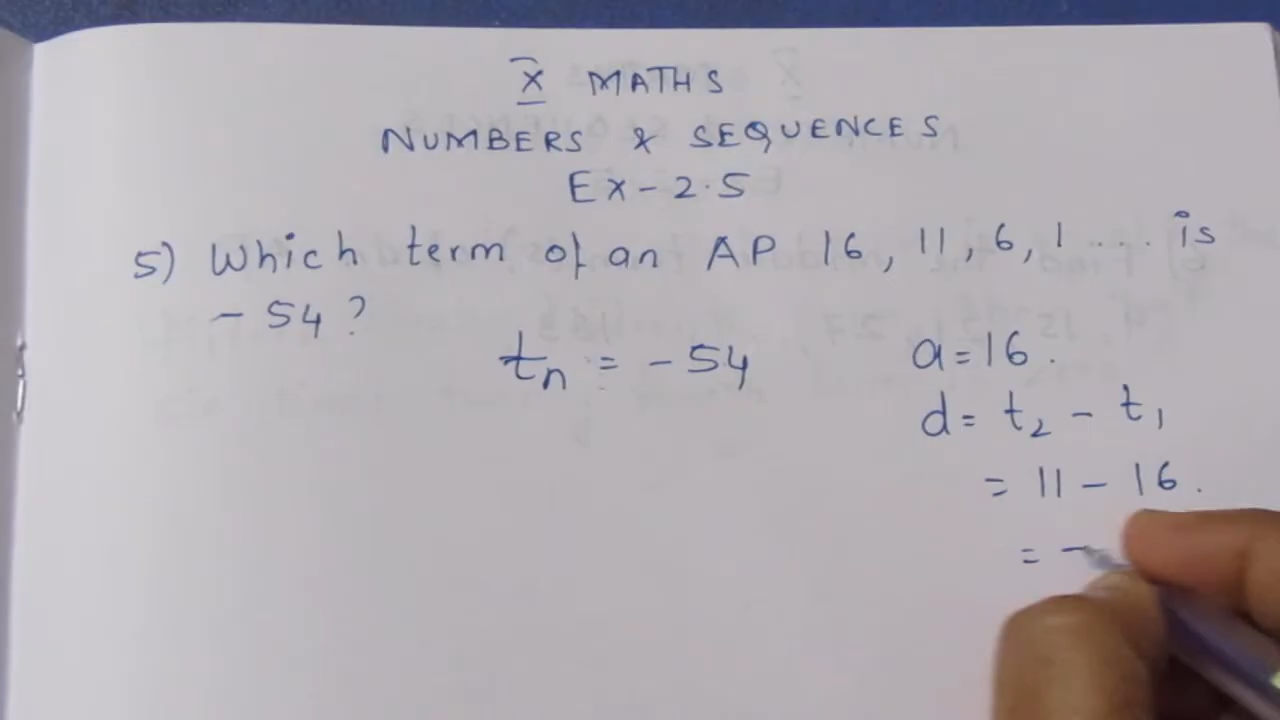 X MATHS
NUMBERS & SEQUENCES
Ex-2.5
5) Which term of an AP 16, 11, 6, 1 .... is
-54?
tn = -54
a=16.
d= t2 - t1
= 11 - 16.
= -